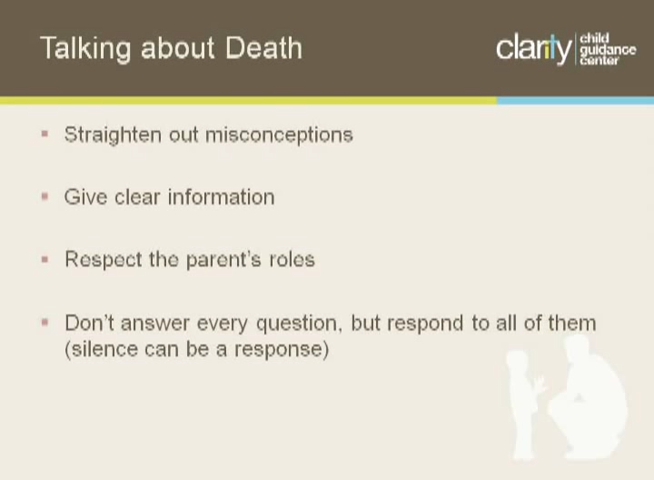 Talking about Death
clarity
child
guidance
center
Straighten out misconceptions
Give clear information
Respect the parent's roles
Don't answer every question, but respond to all of them
(silence can be a response)